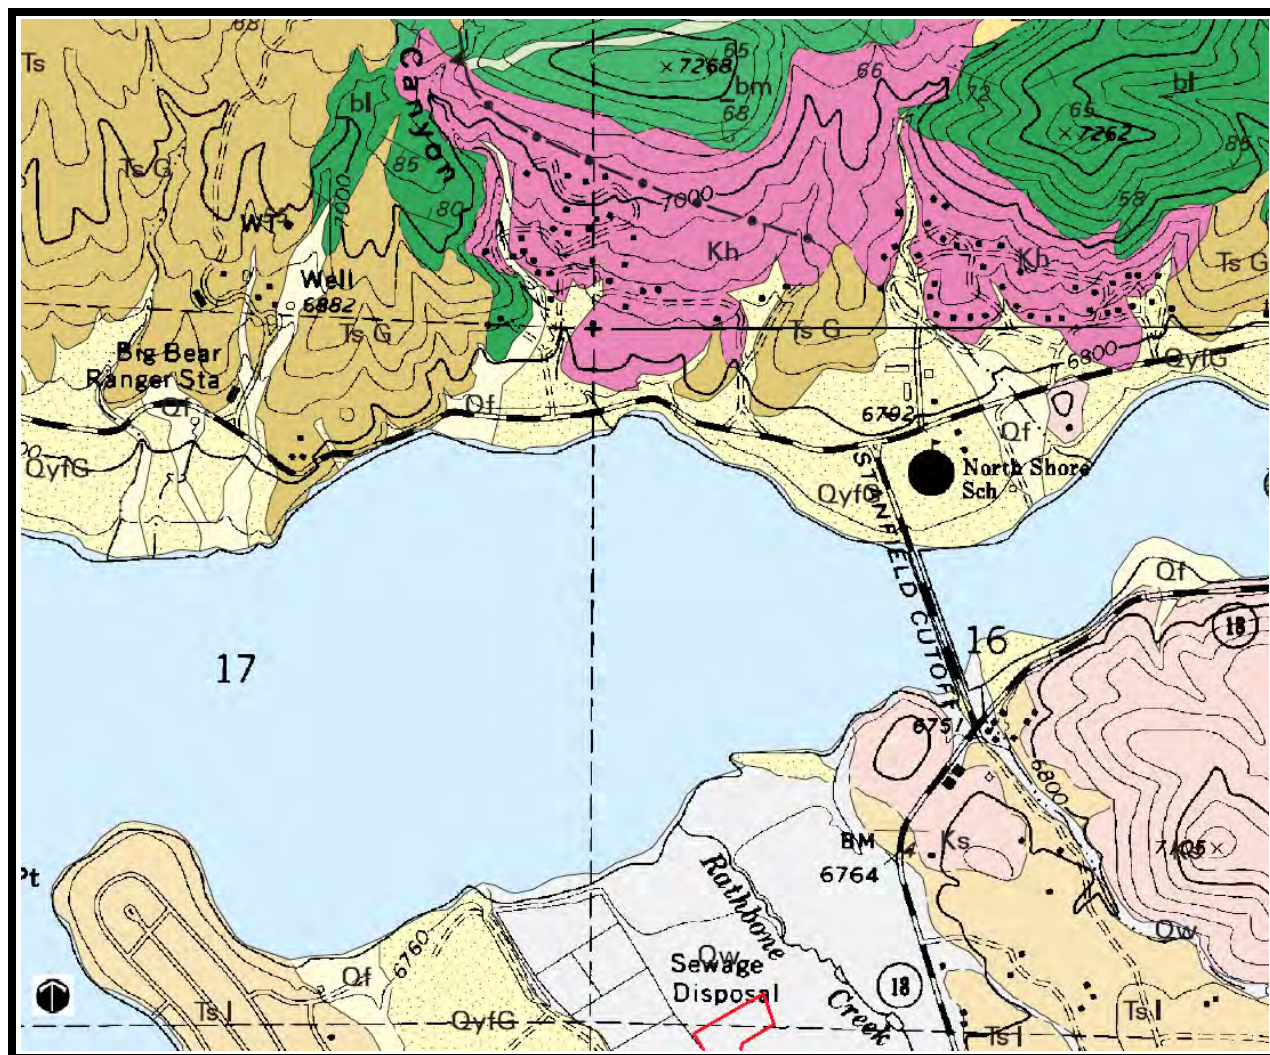 88
65
7268
bm
68
66
72
65
7262
bl
85
58
Ts
bl
Canyon
85
80
Ts G
7000
WT
7000
Kh
Kh
Ts G
Well
6882
Ts G
Ts G
Big Bear
Ranger Sta
6800
QyfG
Qf
Qf
6792
Qf
QyfG
North Shore
Sch
QyfG
STANFIELD CUTOFF
Qf
17
16
18
6751
6800
BM
6764
Ks
7105
Pt
Rathbone
Creek
6760
Qw
Qw
Sewage
Disposal
Qf
18
Ts I
QyfG
Ts I
Ts I